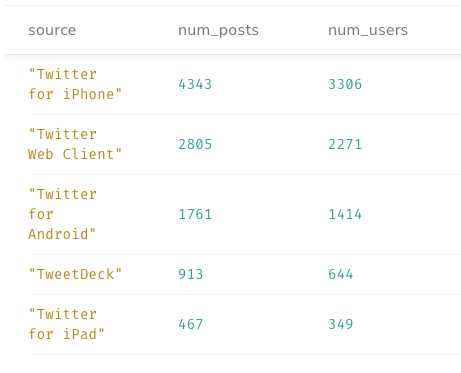 source num_posts num_users
"Twitter
for iPhone" 4343 3306
"Twitter
Web Client" 2805 2271
"Twitter
for
Android" 1761 1414
"TweetDeck" 913 644
"Twitter
for iPad" 467 349